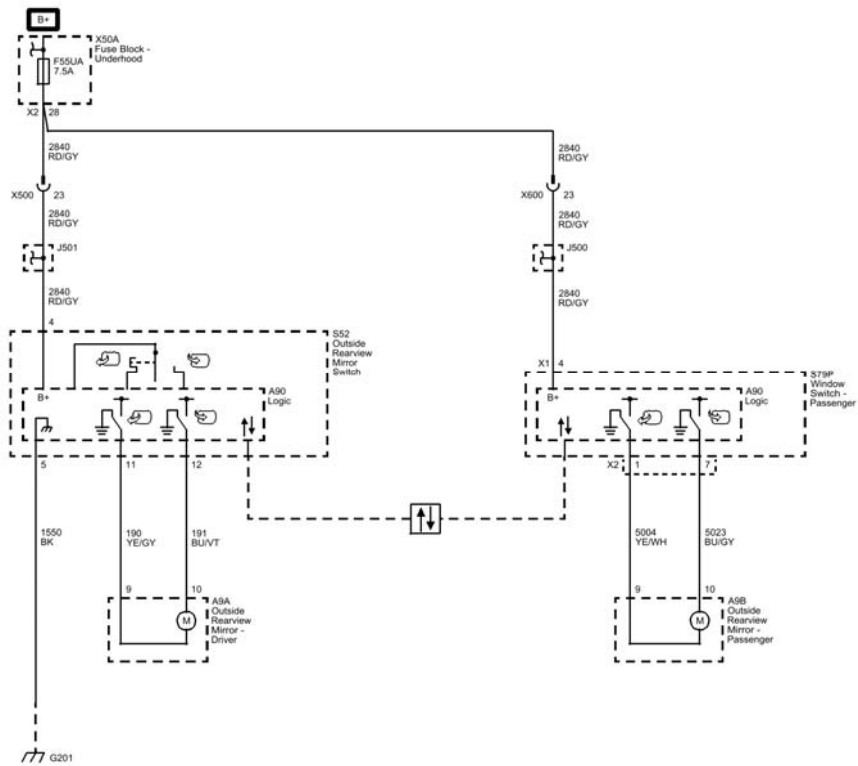 B+
X50A
Fuse Block -
Underhood
F55UA
7.5A
X2 28
2840
RD/GY
2840
RD/GY
X500 23
X600 23
2840
RD/GY
2840
RD/GY
J501
J500
2840
RD/GY
2840
RD/GY
4
S52
Outside
Rearview
Mirror
Switch
X1 4
S79P
Window
Switch -
Passenger
B+
A90
Logic
B+
A90
Logic
5
11
12
X2 1
7
1550
BK
190
YE/GY
191
BU/VT
5004
YE/WH
5023
BU/GY
9
10
A9A
Outside
Rearview
Mirror -
Driver
M
9
10
A9B
Outside
Rearview
Mirror -
Passenger
M
G201